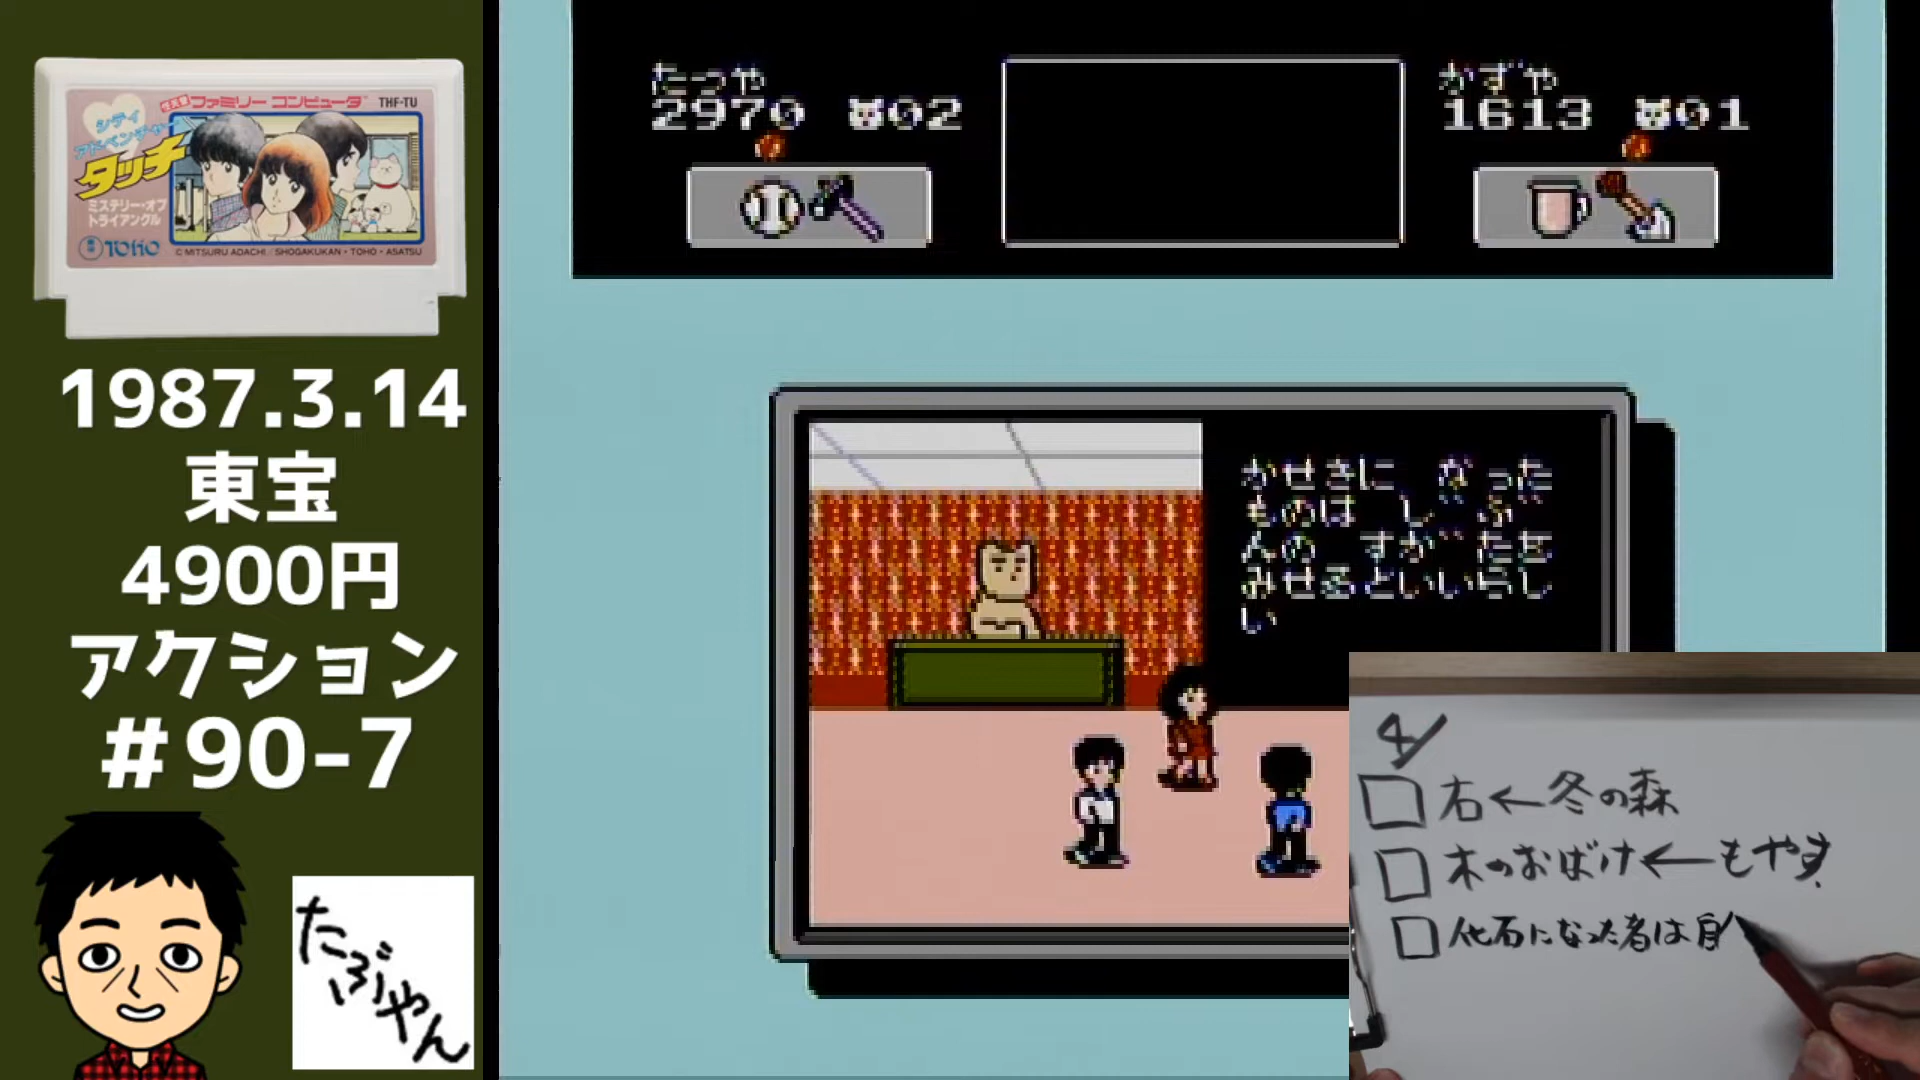 任天堂 ファミリー コンピュータ THF-TU
シティ
アドベンチャー
タッチ
ミステリー・オブ
トライアングル
TOHO
©MITSURU ADACHI SHOGAKUKAN・TOHO・ASATSU
1987.3.14
東宝
4900円
アクション
#90-7
たぶやん
たつや
2970 02
かずや
1613 01
かせきに なった
ものは じぶ
んの すがたを
みせるといいらし
い
4/
右←冬の森
木のおばけ←もやす
化石になった者は自